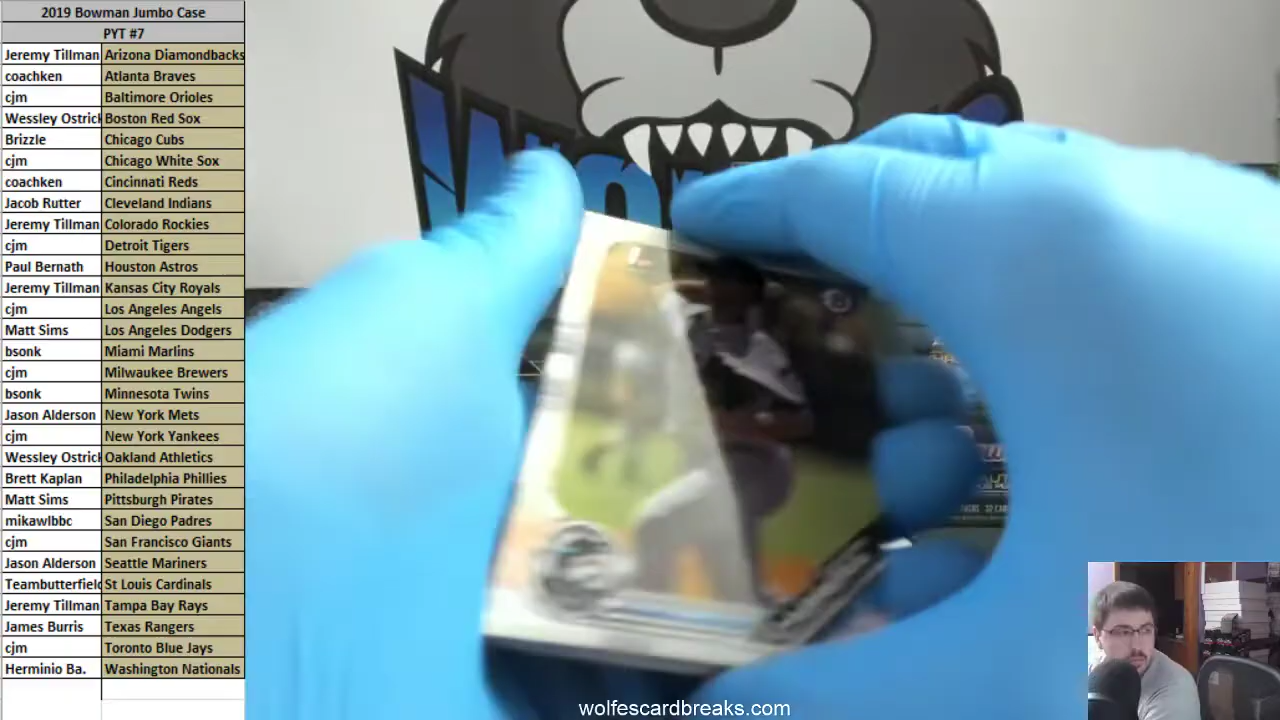 2019 Bowman Jumbo Case
PYT #7
Jeremy Tillman Arizona Diamondbacks
coachken Atlanta Braves
cjm Baltimore Orioles
Wessley Ostrick Boston Red Sox
Brizzle Chicago Cubs
cjm Chicago White Sox
coachken Cincinnati Reds
Jacob Rutter Cleveland Indians
Jeremy Tillman Colorado Rockies
cjm Detroit Tigers
Paul Bernath Houston Astros
Jeremy Tillman Kansas City Royals
cjm Los Angeles Angels
Matt Sims Los Angeles Dodgers
bsonk Miami Marlins
cjm Milwaukee Brewers
bsonk Minnesota Twins
Jason Alderson New York Mets
cjm New York Yankees
Wessley Ostrick Oakland Athletics
Brett Kaplan Philadelphia Phillies
Matt Sims Pittsburgh Pirates
mikawlbbc San Diego Padres
cjm San Francisco Giants
Jason Alderson Seattle Mariners
Teambutterfield St Louis Cardinals
Jeremy Tillman Tampa Bay Rays
James Burris Texas Rangers
cjm Toronto Blue Jays
Herminio Ba. Washington Nationals
wolfescardbreaks.com